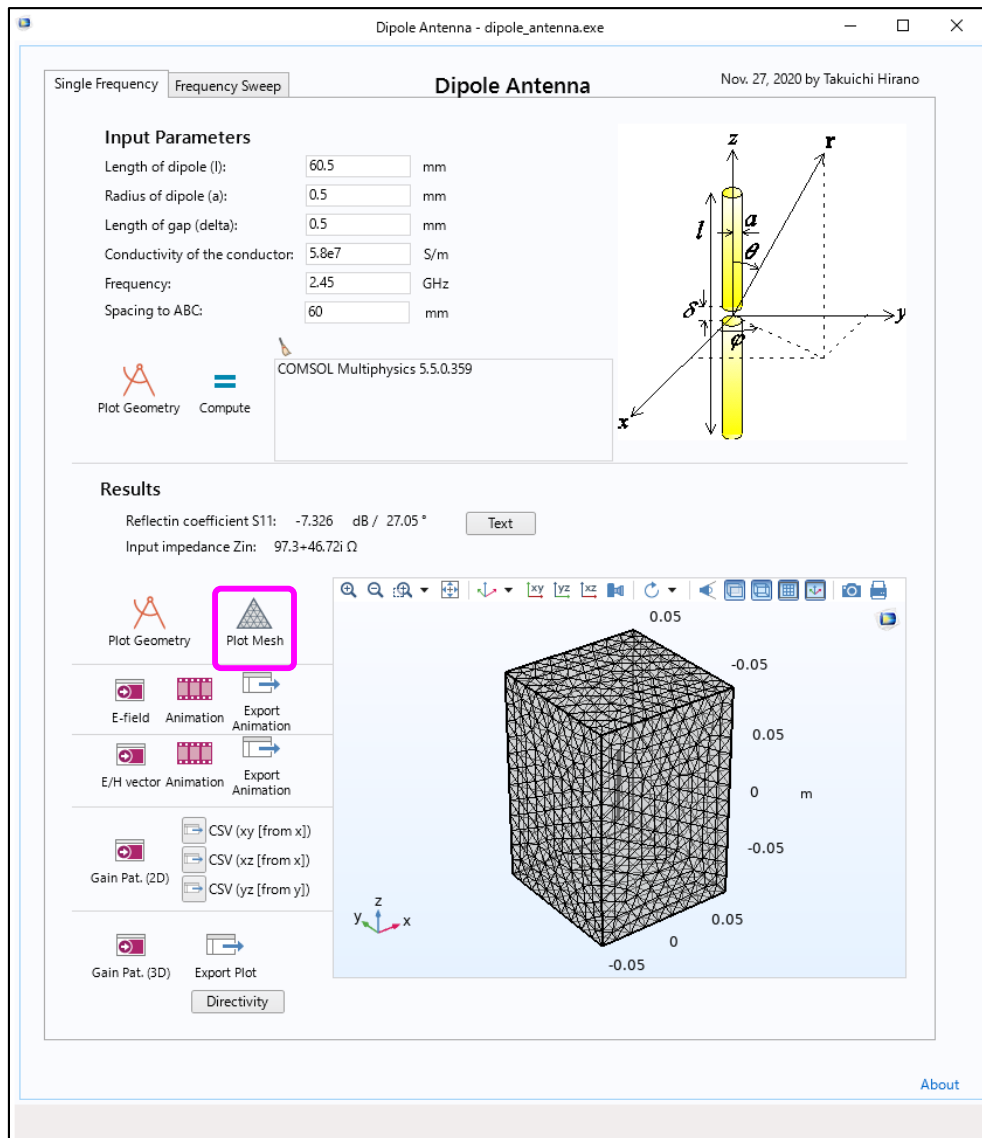 Dipole Antenna - dipole_antenna.exe
Single Frequency
Frequency Sweep
Dipole Antenna
Nov. 27, 2020 by Takuichi Hirano
Input Parameters
Length of dipole (l): 60.5 mm
Radius of dipole (a): 0.5 mm
Length of gap (delta): 0.5 mm
Conductivity of the conductor: 5.8e7 S/m
Frequency: 2.45 GHz
Spacing to ABC: 60 mm
z
r
a
l
θ
δ
y
φ
x
Plot Geometry
Compute
COMSOL Multiphysics 5.5.0.359
Results
Reflectin coefficient S11: -7.326 dB / 27.05 °
Text
Input impedance Zin: 97.3+46.72i Ω
Plot Geometry
Plot Mesh
E-field
Animation
Export
Animation
E/H vector
Animation
Export
Animation
Gain Pat. (2D)
CSV (xy [from x])
CSV (xz [from x])
CSV (yz [from y])
Gain Pat. (3D)
Export Plot
Directivity
xy
yz
xz
0.05
-0.05
0.05
0
m
-0.05
0.05
0
-0.05
z
y
x
About